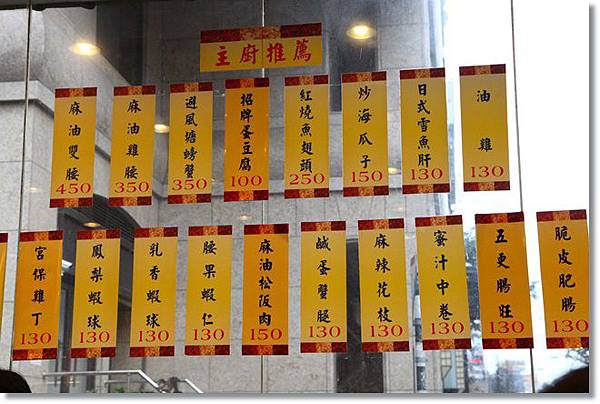 主廚推薦
麻油雙腰 450
麻油雞腰 350
避風塘螃蟹 350
招牌蛋豆腐 100
紅燒魚翅頭 250
炒海瓜子 150
日式雪魚肝 130
油雞 130
宮保雞丁 130
鳳梨蝦球 130
乳香蝦球 130
腰果蝦仁 130
麻油松阪肉 150
鹹蛋蟹腿 130
麻辣花枝 130
蜜汁中卷 130
五更腸旺 130
脆皮肥腸 130